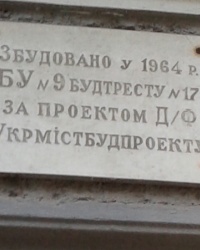 Збудовано у 1964 р.
БУ №9 Будтресту №17
за проектом Д/Ф
Укрмістбудпроекту